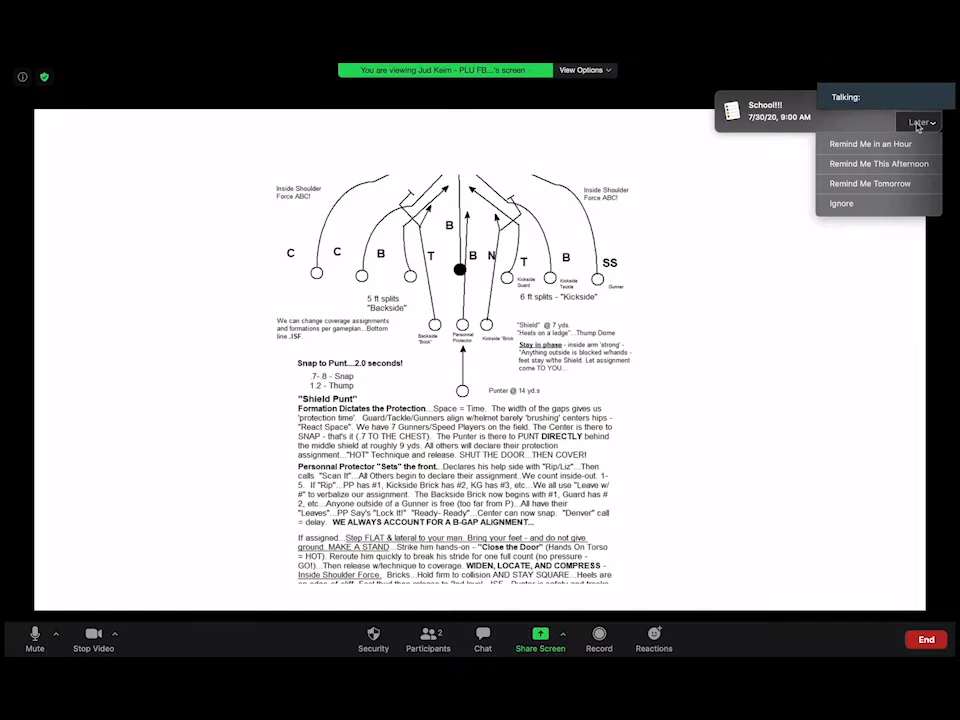 You are viewing Jud Keim - PLU FB...'s screen
View Options
Talking:
School!!!
7/30/20, 9:00 AM
Later
Remind Me in an Hour
Remind Me This Afternoon
Remind Me Tomorrow
Ignore
Inside Shoulder
Force ABC!
Inside Shoulder
Force ABC!
B
C
C
B
T
B
N
T
B
SS
Kickside
Guard
Kickside
Tackle
Gunner
5 ft splits
"Backside"
6 ft splits - "Kickside"
We can change coverage assignments
and formations per gameplan...Bottom
line..ISF.
Backside
"Brick"
Personnal
Protector
Kickside "Brick
"Shield" @ 7 yds.
"Heels on a ledge"...Thump Dome
Stay in phase - inside arm 'strong' -
"Anything outside is blocked w/hands -
feet stay w/the Shield. Let assignment
come TO YOU...
Snap to Punt....2.0 seconds!
.7-.8 - Snap
1.2 - Thump
Punter @ 14 yd.s
"Shield Punt"
Formation Dictates the Protection...Space = Time. The width of the gaps gives us
'protection time'. Guard/Tackle/Gunners align w/helmet barely 'brushing' centers hips -
"React Space". We have 7 Gunners/Speed Players on the field. The Center is there to
SNAP - that's it (.7 TO THE CHEST). The Punter is there to PUNT DIRECTLY behind
the middle shield at roughly 9 yds. All others will declare their protection
assignment..."HOT" Technique and release. SHUT THE DOOR...THEN COVER!
Personnal Protector "Sets" the front...Declares his help side with "Rip/Liz"...Then
calls "Scan It"...All Others begin to declare their assignment..We count inside-out. 1-
5. If "Rip"...PP has #1, Kickside Brick has #2, KG has #3, etc...We all use "Leave w/
#" to verbalize our assignment. The Backside Brick now begins with #1, Guard has #
2, etc...Anyone outside of a Gunner is free (too far from P)...All have their
"Leaves"...PP Say's "Lock It!" "Ready- Ready"...Center can now snap. "Denver" call
= delay. WE ALWAYS ACCOUNT FOR A B-GAP ALIGNMENT...
If assigned...Step FLAT & lateral to your man. Bring your feet - and do not give
ground. MAKE A STAND...Strike him hands-on - "Close the Door" (Hands On Torso
= HOT). Reroute him quickly to break his stride for one full count (no pressure -
GO!)...Then release w/technique to coverage. WIDEN, LOCATE, AND COMPRESS -
Inside Shoulder Force. Bricks...Hold firm to collision AND STAY SQUARE...Heels are
Mute
Stop Video
Security
Participants
2
Chat
Share Screen
Record
Reactions
End